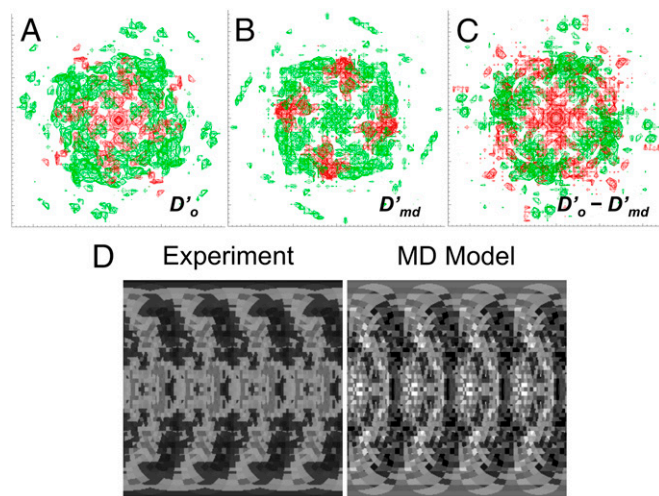 A
B
C
D'o
D'md
D'o – D'md
D
Experiment
MD Model